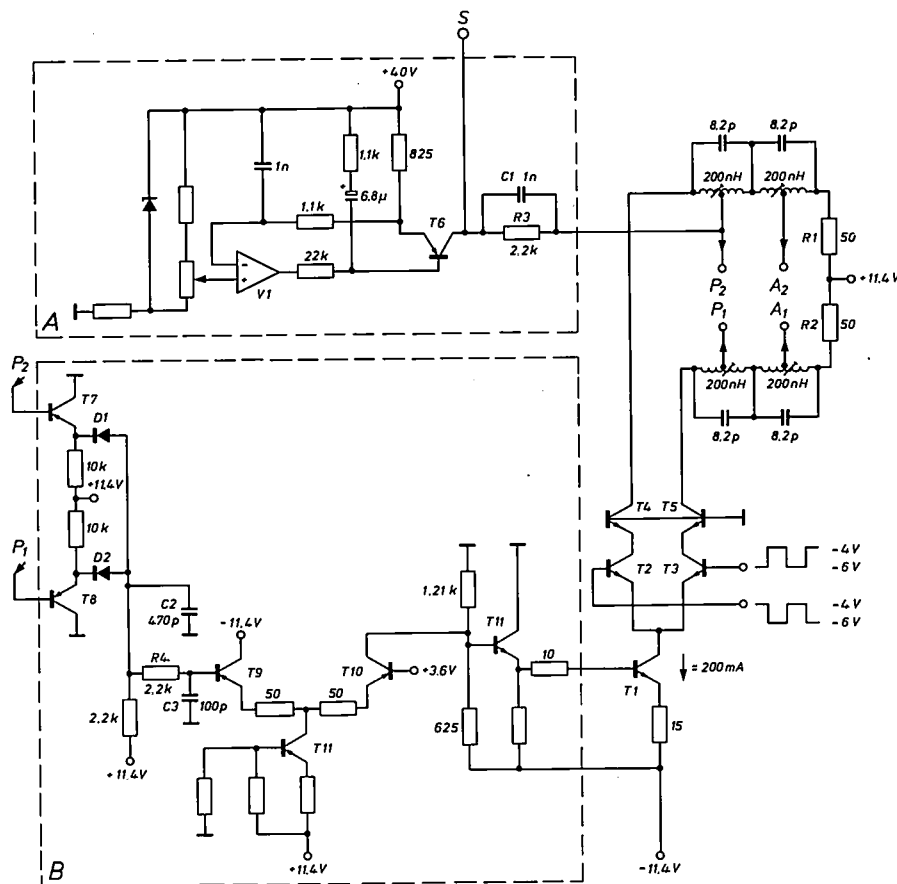 S
+40V
1n
1,1k
825
+
6,8µ
1,1k
T6
C1 1n
R3
2,2k
22k
-
+
V1
A
8,2p
8,2p
200nH
200nH
R1
50
P2
A2
+11,4V
P1
A1
R2
50
200nH
200nH
8,2p
8,2p
P2
T7
D1
10k
+11,4V
10k
P1
D2
T8
C2
470p
-11,4V
R4
2,2k
T9
C3
100p
2,2k
+11,4V
50
50
T10
+3,6V
T11
+11,4V
1,21k
T11
10
625
T4
T5
T2
T3
-4V
-6V
-4V
-6V
T1
= 200mA
15
-11,4V
B